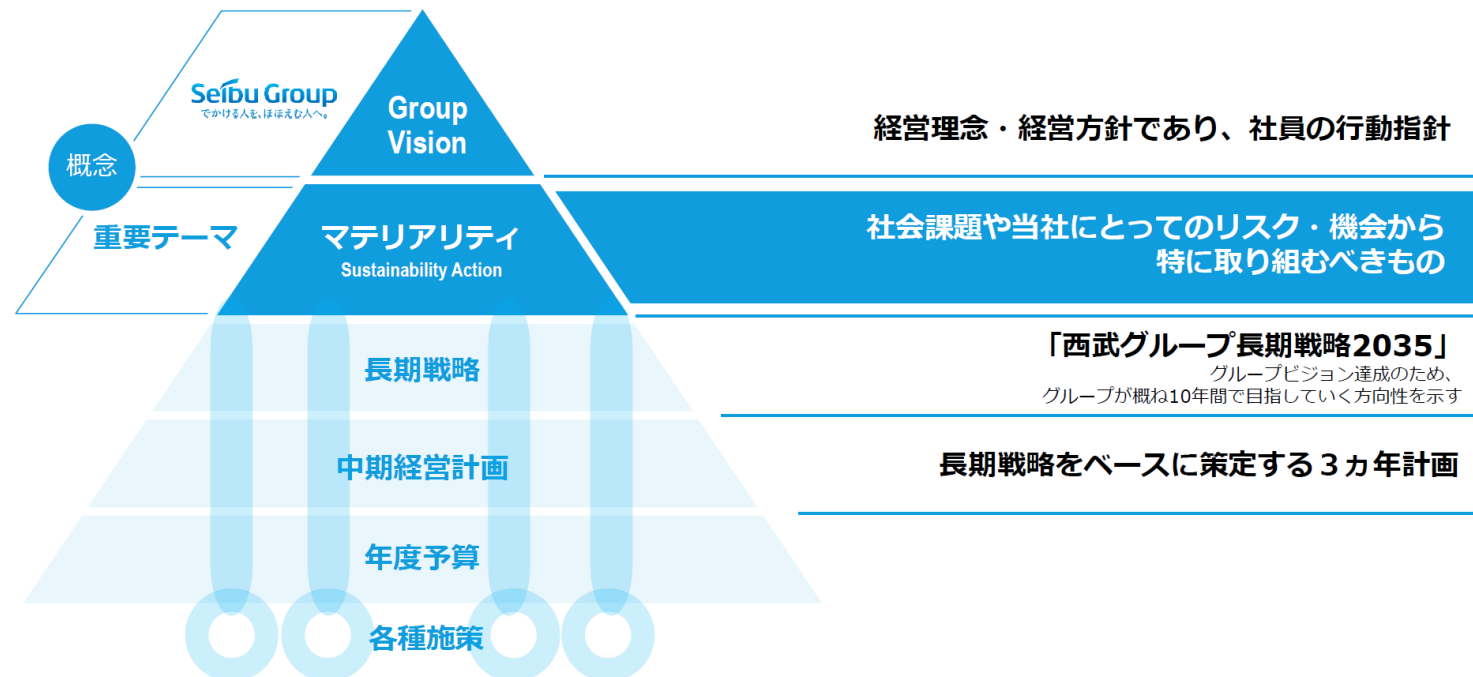 Seibu Group
でかける人を、ほほえむ人へ。
Group
Vision
経営理念・経営方針であり、社員の行動指針
概念
重要テーマ
マテリアリティ
Sustainability Action
社会課題や当社にとってのリスク・機会から
特に取り組むべきもの
長期戦略
「西武グループ長期戦略2035」
グループビジョン達成のため、
グループが概ね10年間で目指していく方向性を示す
中期経営計画
長期戦略をベースに策定する３ヵ年計画
年度予算
各種施策